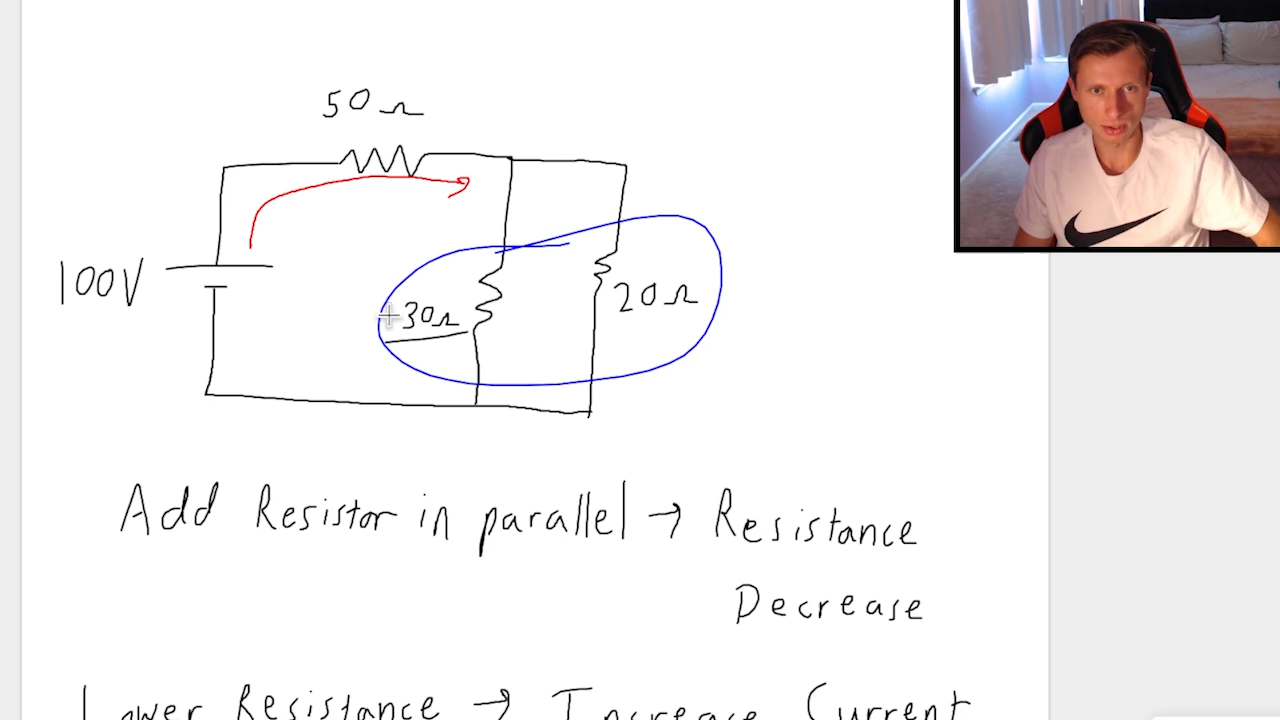 50Ω
100V
30Ω
20Ω
Add Resistor in parallel → Resistance
Decrease
Lower Resistance → Increase Current